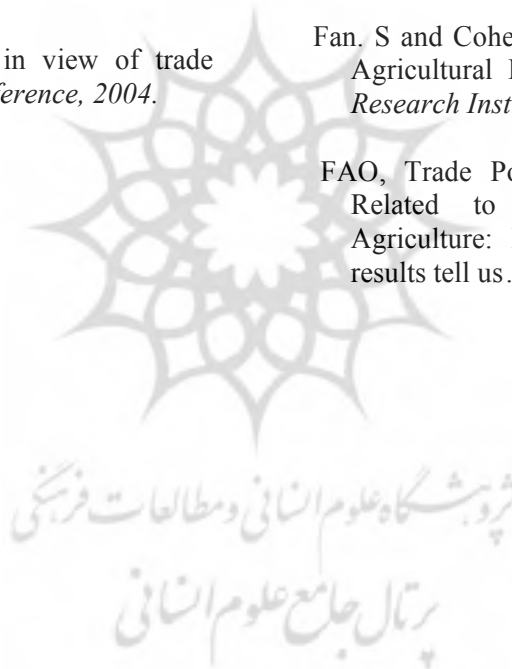 in view of trade
ference, 2004.
Fan. S and Cohe
Agricultural
Research Inst
FAO, Trade Po
Related to
Agriculture:
results tell us.
پژوهشگاه علوم انسانی و مطالعات فرهنگی
پرتال جامع علوم انسانی